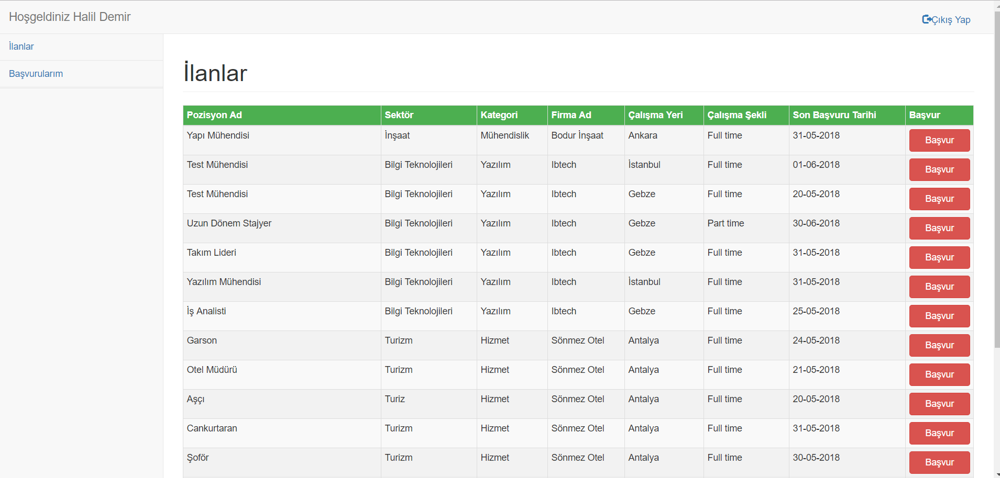 Hoşgeldiniz Halil Demir
Çıkış Yap
İlanlar
Başvurularım
İlanlar
Pozisyon Ad Sektör Kategori Firma Ad Çalışma Yeri Çalışma Şekli Son Başvuru Tarihi Başvur
Yapı Mühendisi İnşaat Mühendislik Bodur İnşaat Ankara Full time 31-05-2018 Başvur
Test Mühendisi Bilgi Teknolojileri Yazılım Ibtech İstanbul Full time 01-06-2018 Başvur
Test Mühendisi Bilgi Teknolojileri Yazılım Ibtech Gebze Full time 20-05-2018 Başvur
Uzun Dönem Stajyer Bilgi Teknolojileri Yazılım Ibtech Gebze Part time 30-06-2018 Başvur
Takım Lideri Bilgi Teknolojileri Yazılım Ibtech Gebze Full time 31-05-2018 Başvur
Yazılım Mühendisi Bilgi Teknolojileri Yazılım Ibtech İstanbul Full time 31-05-2018 Başvur
İş Analisti Bilgi Teknolojileri Yazılım Ibtech Gebze Full time 25-05-2018 Başvur
Garson Turizm Hizmet Sönmez Otel Antalya Full time 24-05-2018 Başvur
Otel Müdürü Turizm Hizmet Sönmez Otel Antalya Full time 21-05-2018 Başvur
Aşçı Turiz Hizmet Sönmez Otel Antalya Full time 20-05-2018 Başvur
Cankurtaran Turizm Hizmet Sönmez Otel Antalya Full time 31-05-2018 Başvur
Şoför Turizm Hizmet Sönmez Otel Antalya Full time 30-05-2018 Başvur